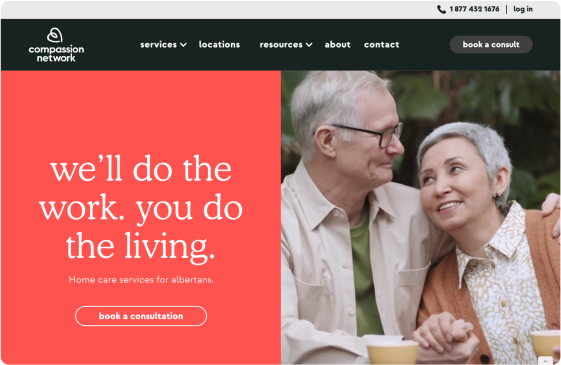 1 877 432 1676 | log in
compassion
network
services locations resources about contact
book a consult
we'll do the
work. you do
the living.
Home care services for albertans.
book a consultation